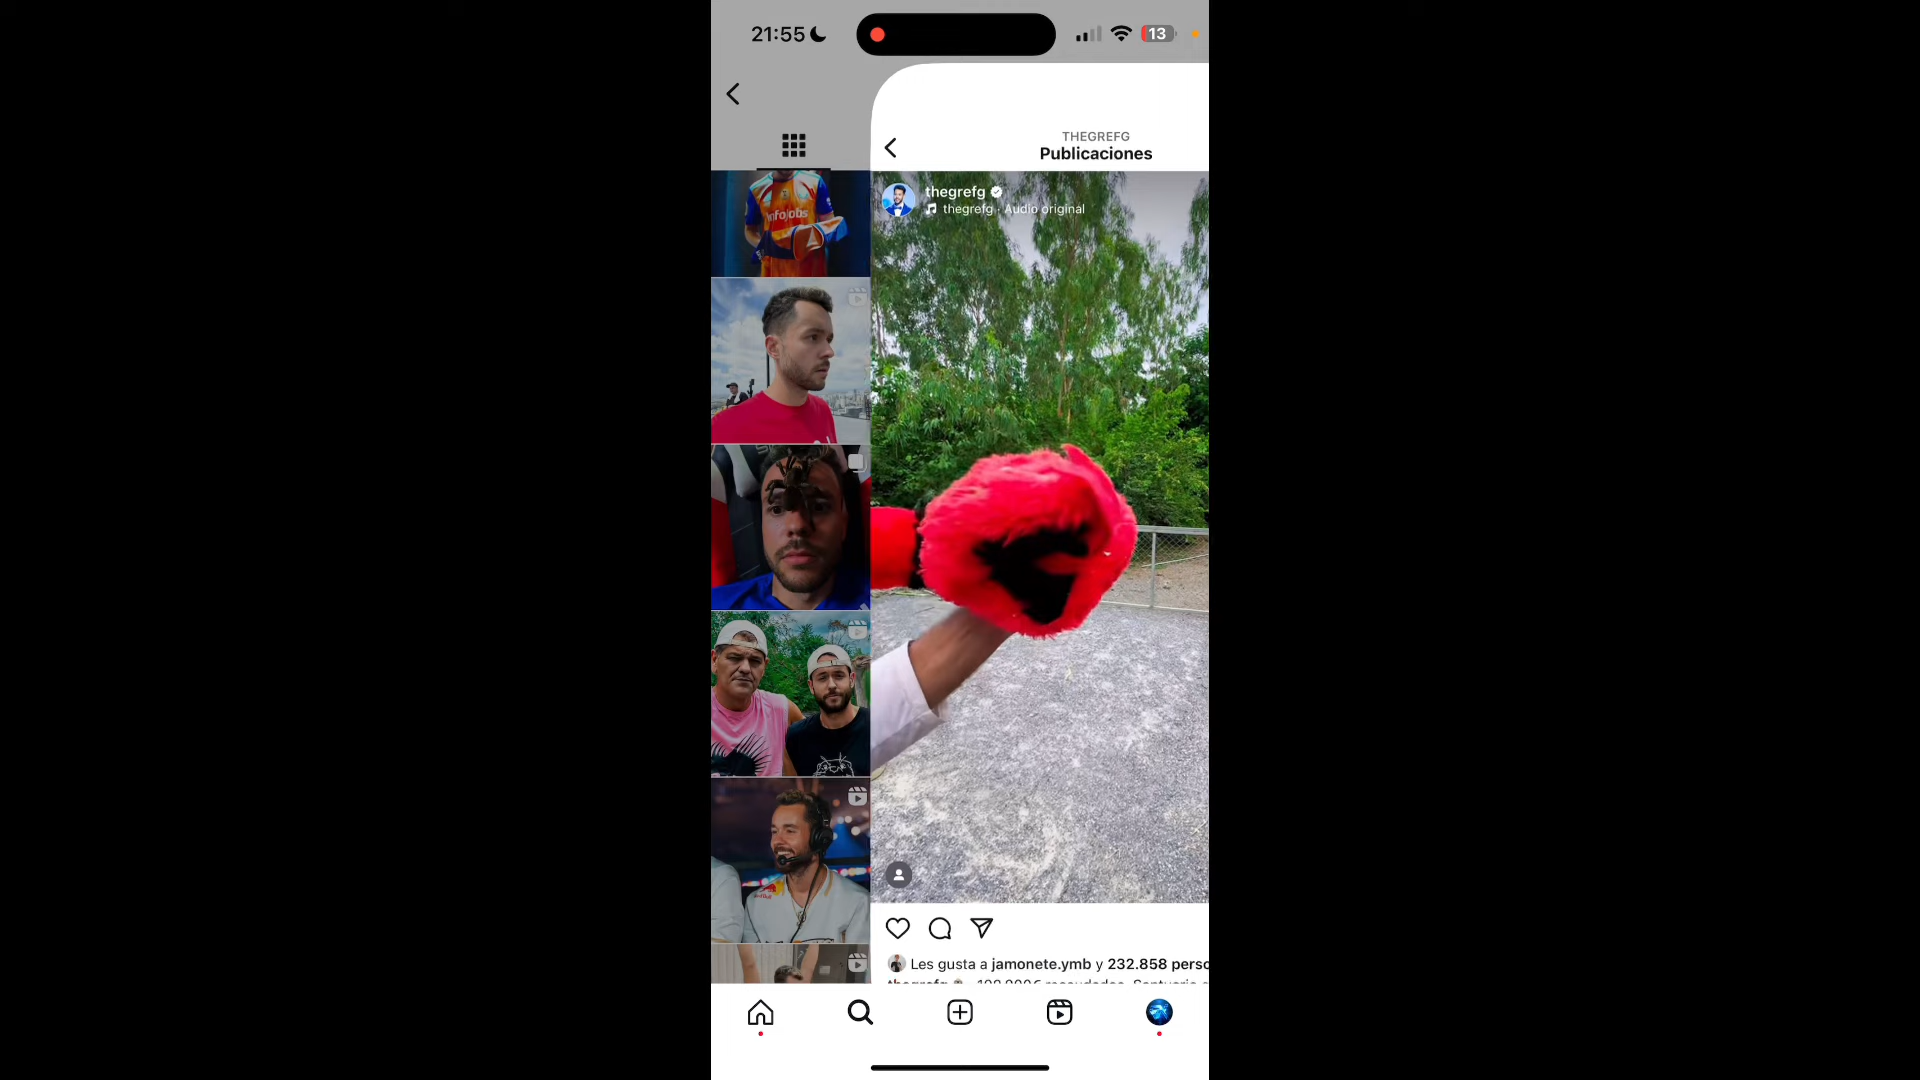 21:55
13
THEGREFG
Publicaciones
thegrefg
thegrefg · Audio original
InfoJobs
Les gusta a jamonete.ymb y 232.858 perso